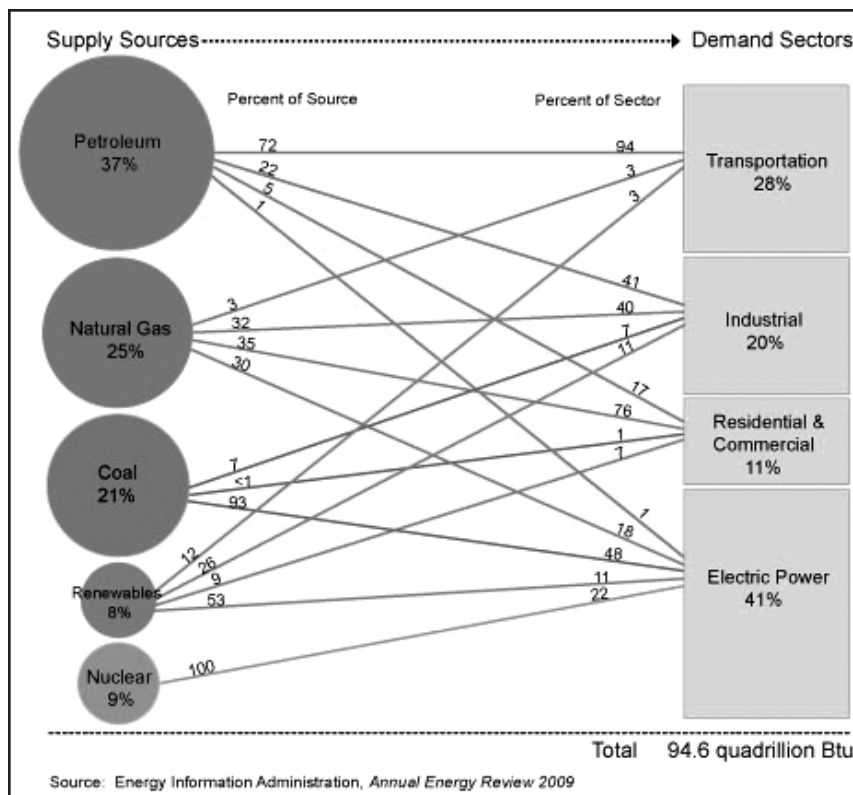 Supply Sources
Demand Sectors
Percent of Source
Percent of Sector
Petroleum
37%
72
22
5
1
94
3
3
Transportation
28%
Natural Gas
25%
3
32
35
30
41
40
7
11
Industrial
20%
Coal
21%
7
<1
93
17
76
1
7
Residential &
Commercial
11%
Renewables
8%
12
26
9
53
1
18
48
11
22
Electric Power
41%
Nuclear
9%
100
Total 94.6 quadrillion Btu
Source: Energy Information Administration, Annual Energy Review 2009